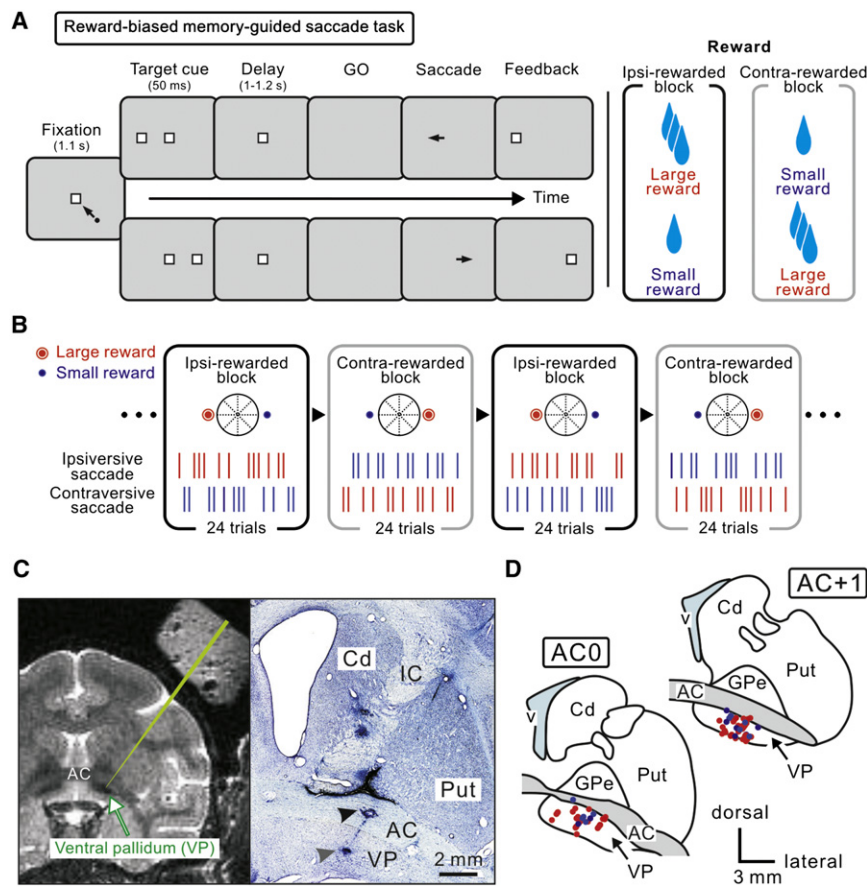 A
Reward-biased memory-guided saccade task
Target cue
(50 ms)
Delay
(1-1.2 s)
GO
Saccade
Feedback
Fixation
(1.1 s)
Time
Reward
Ipsi-rewarded
block
Contra-rewarded
block
Large
reward
Small
reward
Small
reward
Large
reward
B
Large reward
Small reward
Ipsi-rewarded
block
Contra-rewarded
block
Ipsi-rewarded
block
Contra-rewarded
block
Ipsiversive
saccade
Contraversive
saccade
24 trials
24 trials
24 trials
24 trials
C
AC
Ventral pallidum (VP)
Cd
IC
Put
AC
VP
2 mm
D
AC+1
V
Cd
Put
GPe
AC
VP
AC0
V
Cd
Put
GPe
AC
VP
dorsal
lateral
3 mm